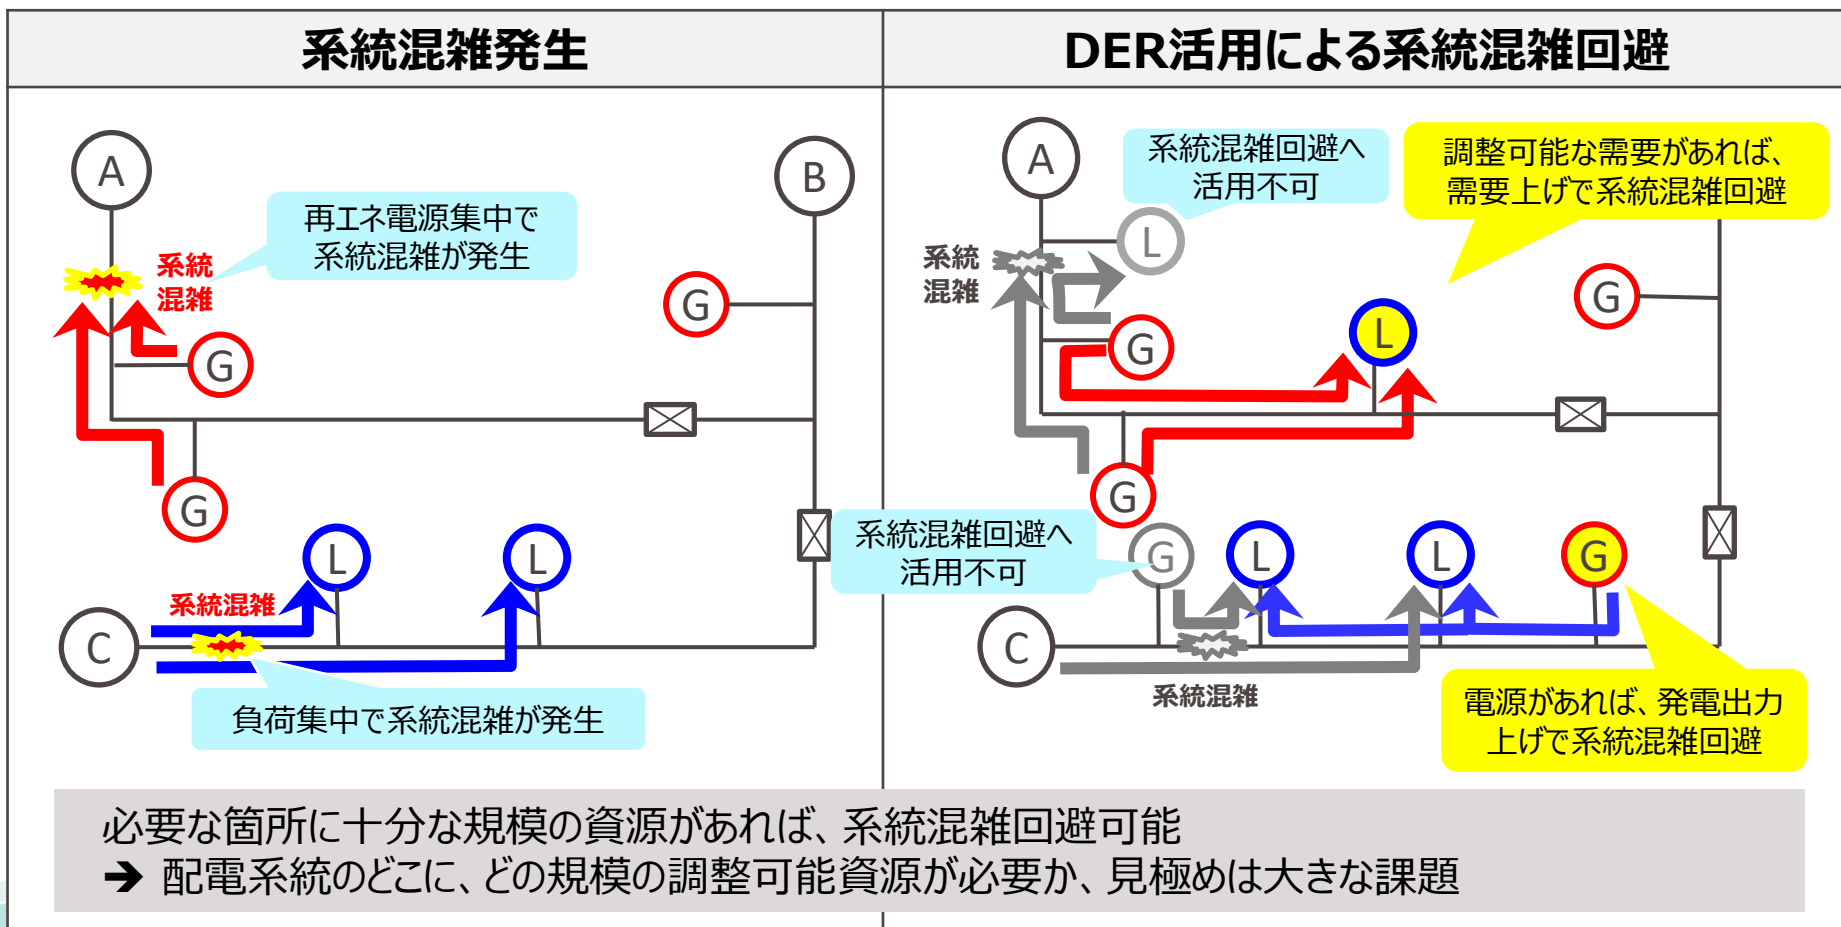 系統混雑発生
A
B
再エネ電源集中で
系統混雑が発生
系統
混雑
G
G
G
L
L
系統混雑
C
負荷集中で系統混雑が発生
DER活用による系統混雑回避
A
系統混雑回避へ
活用不可
調整可能な需要があれば、
需要上げで系統混雑回避
L
系統
混雑
G
G
L
G
系統混雑回避へ
活用不可
G
L
L
G
C
系統混雑
電源があれば、発電出力
上げで系統混雑回避
必要な箇所に十分な規模の資源があれば、系統混雑回避可能
➔ 配電系統のどこに、どの規模の調整可能資源が必要か、見極めは大きな課題